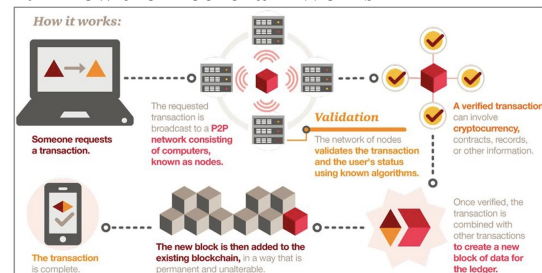 How it works:
Someone requests
a transaction.
The requested
transaction is
broadcast to a P2P
network consisting
of computers,
known as nodes.
Validation
The network of nodes
validates the transaction
and the user's status
using known algorithms.
A verified transaction
can involve
cryptocurrency,
contracts, records,
or other information.
Once verified, the
transaction is
combined with
other transactions
to create a new
block of data for
the ledger.
The new block is then added to the
existing blockchain, in a way that is
permanent and unalterable.
The transaction
is complete.